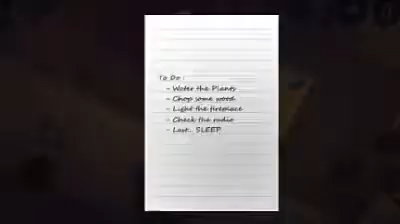 To Do :
- Water the Plants
- Chop some wood
- Light the fireplace
- Check the radio
- Last.. SLEEP